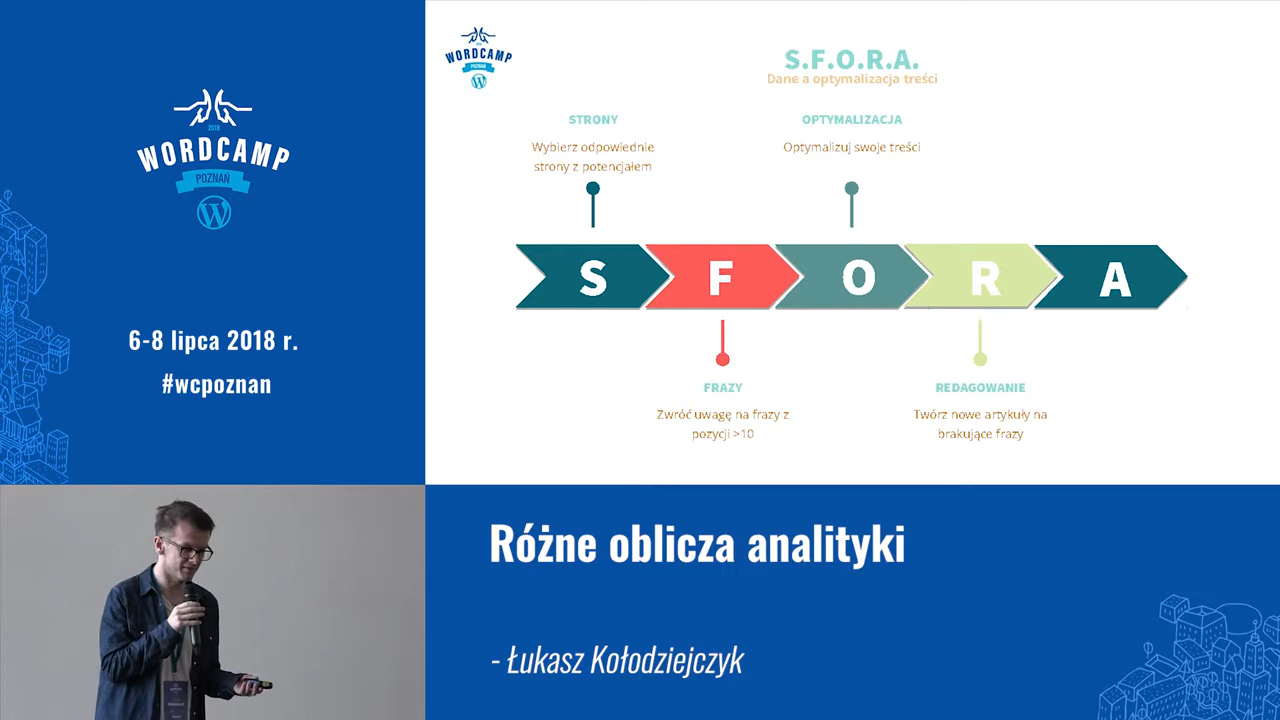 2018
WORDCAMP
POZNAŃ
6-8 lipca 2018 r.
#wcpoznan
WORDCAMP
POZNAŃ
S.F.O.R.A.
Dane a optymalizacja treści
STRONY
Wybierz odpowiednie
strony z potencjałem
OPTYMALIZACJA
Optymalizuj swoje treści
S F O R A
FRAZY
Zwróć uwagę na frazy z
pozycji >10
REDAGOWANIE
Twórz nowe artykuły na
brakujące frazy
Różne oblicza analityki
- Łukasz Kołodziejczyk